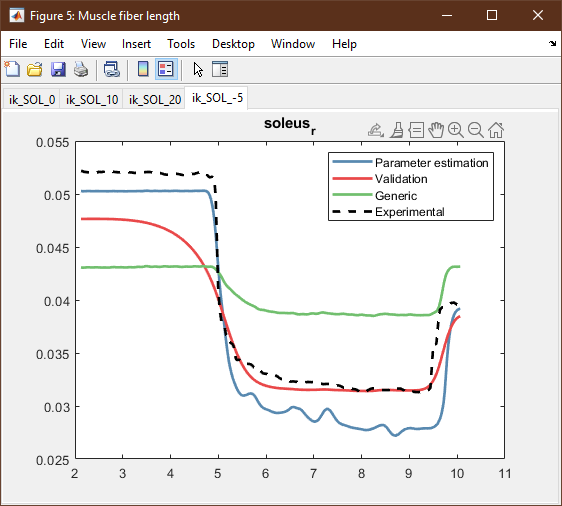 Figure 5: Muscle fiber length
File Edit View Insert Tools Desktop Window Help
ik_SOL_0 ik_SOL_10 ik_SOL_20 ik_SOL_-5
soleus_r
Parameter estimation
Validation
Generic
Experimental
0.055
0.05
0.045
0.04
0.035
0.03
0.025
2 3 4 5 6 7 8 9 10 11